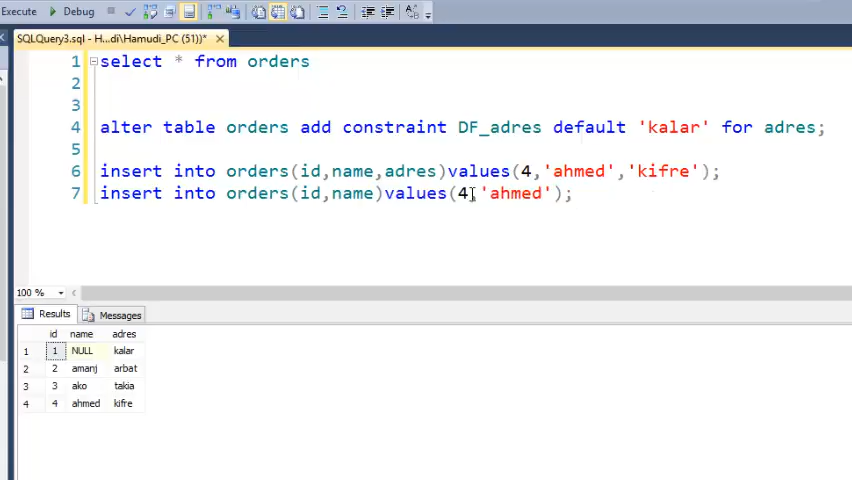 Execute Debug
SQLQuery3.sql - H...di\Hamudi_PC (51))*
1 select * from orders
2
3
4 alter table orders add constraint DF_adres default 'kalar' for adres;
5
6 insert into orders(id,name,adres)values(4,'ahmed','kifre');
7 insert into orders(id,name)values(4,'ahmed');
100 %
Results Messages
id name adres
1 1 NULL kalar
2 2 amanj arbat
3 3 ako takia
4 4 ahmed kifre